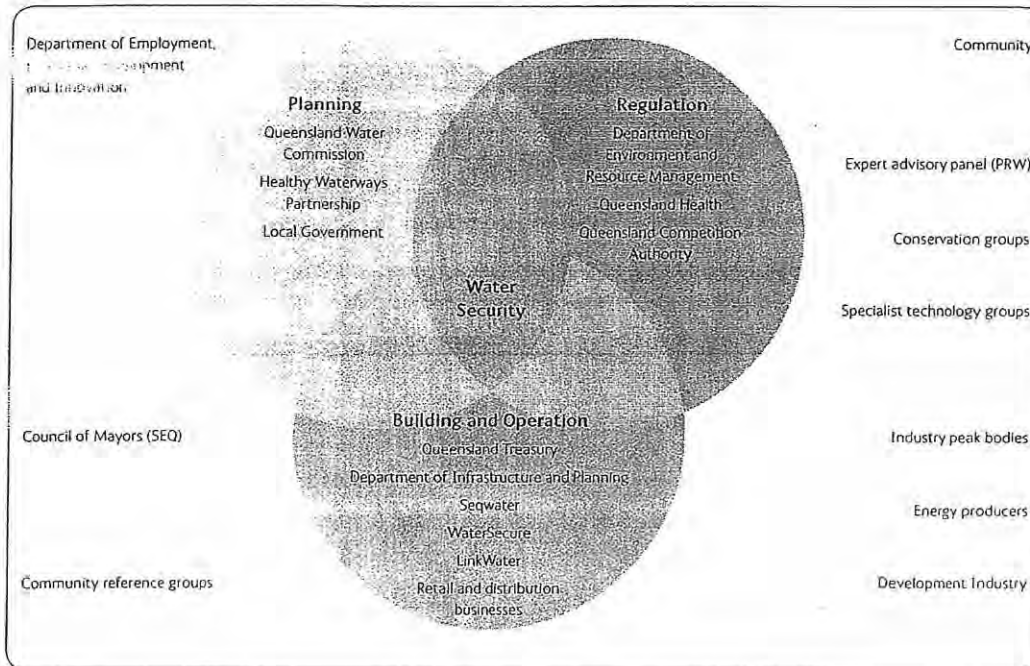 Department of Employment,
and Innovation
Planning
Queensland Water
Commission
Healthy Waterways
Partnership
Local Government
Regulation
Department of
Environment and
Resource Management
Queensland Health
Queensland Competition
Authority
Water
Security
Building and Operation
Queensland Treasury
Department of Infrastructure and Planning
Seqwater
WaterSecure
LinkWater
Retail and distribution
businesses
Council of Mayors (SEQ)
Community reference groups
Community
Expert advisory panel (PRW)
Conservation groups
Specialist technology groups
Industry peak bodies
Energy producers
Development Industry